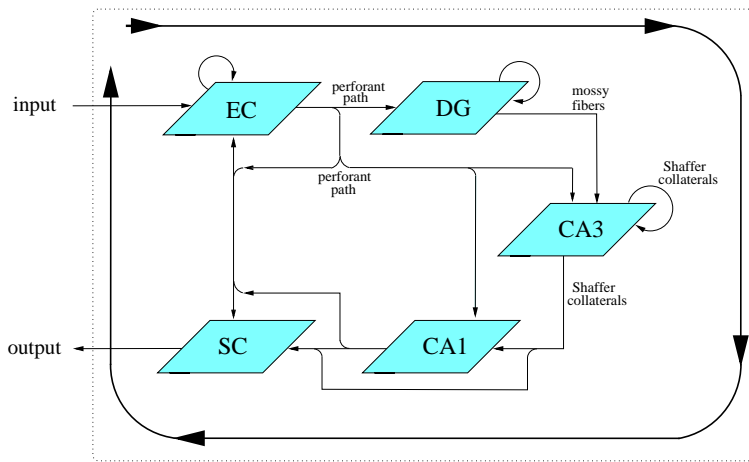 perforant
path
mossy
fibers
input
EC
DG
perforant
path
Shaffer
collaterals
CA3
Shaffer
collaterals
output
SC
CA1